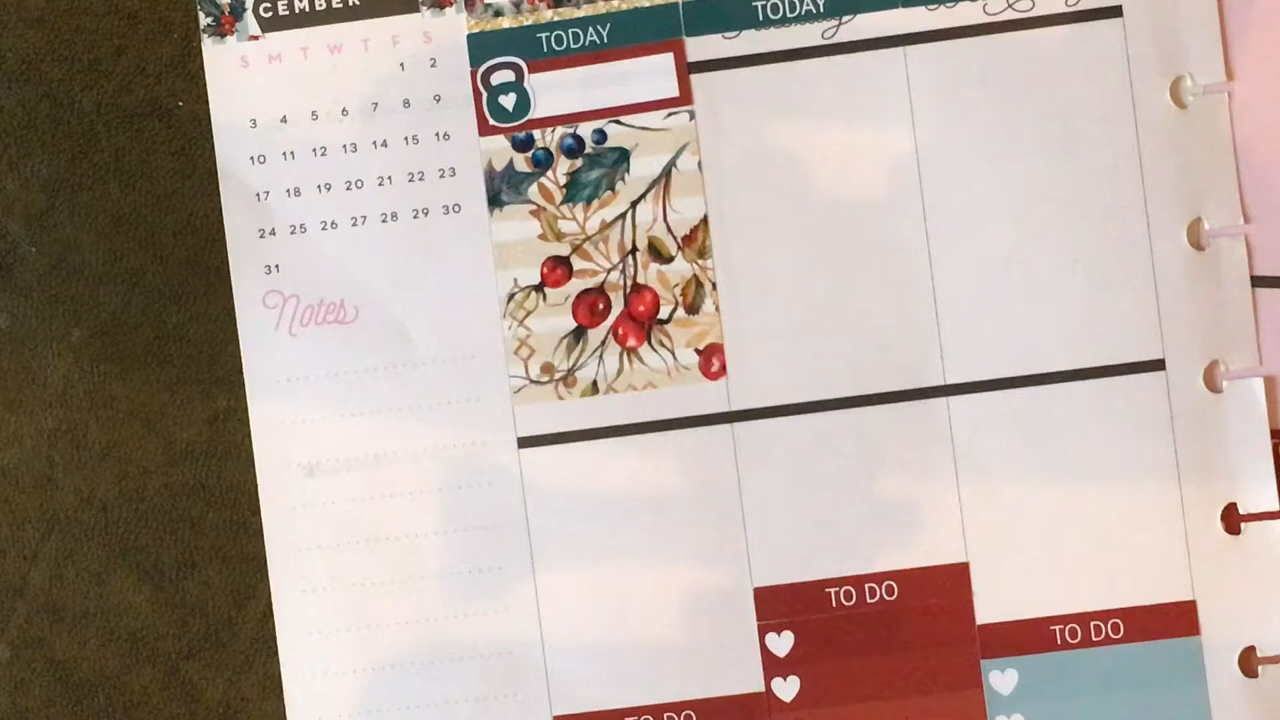 CEMBER
S M T W T F S
1 2
3 4 5 6 7 8 9
10 11 12 13 14 15 16
17 18 19 20 21 22 23
24 25 26 27 28 29 30
31
Notes
TODAY
TODAY
TO DO
TO DO
TO DO